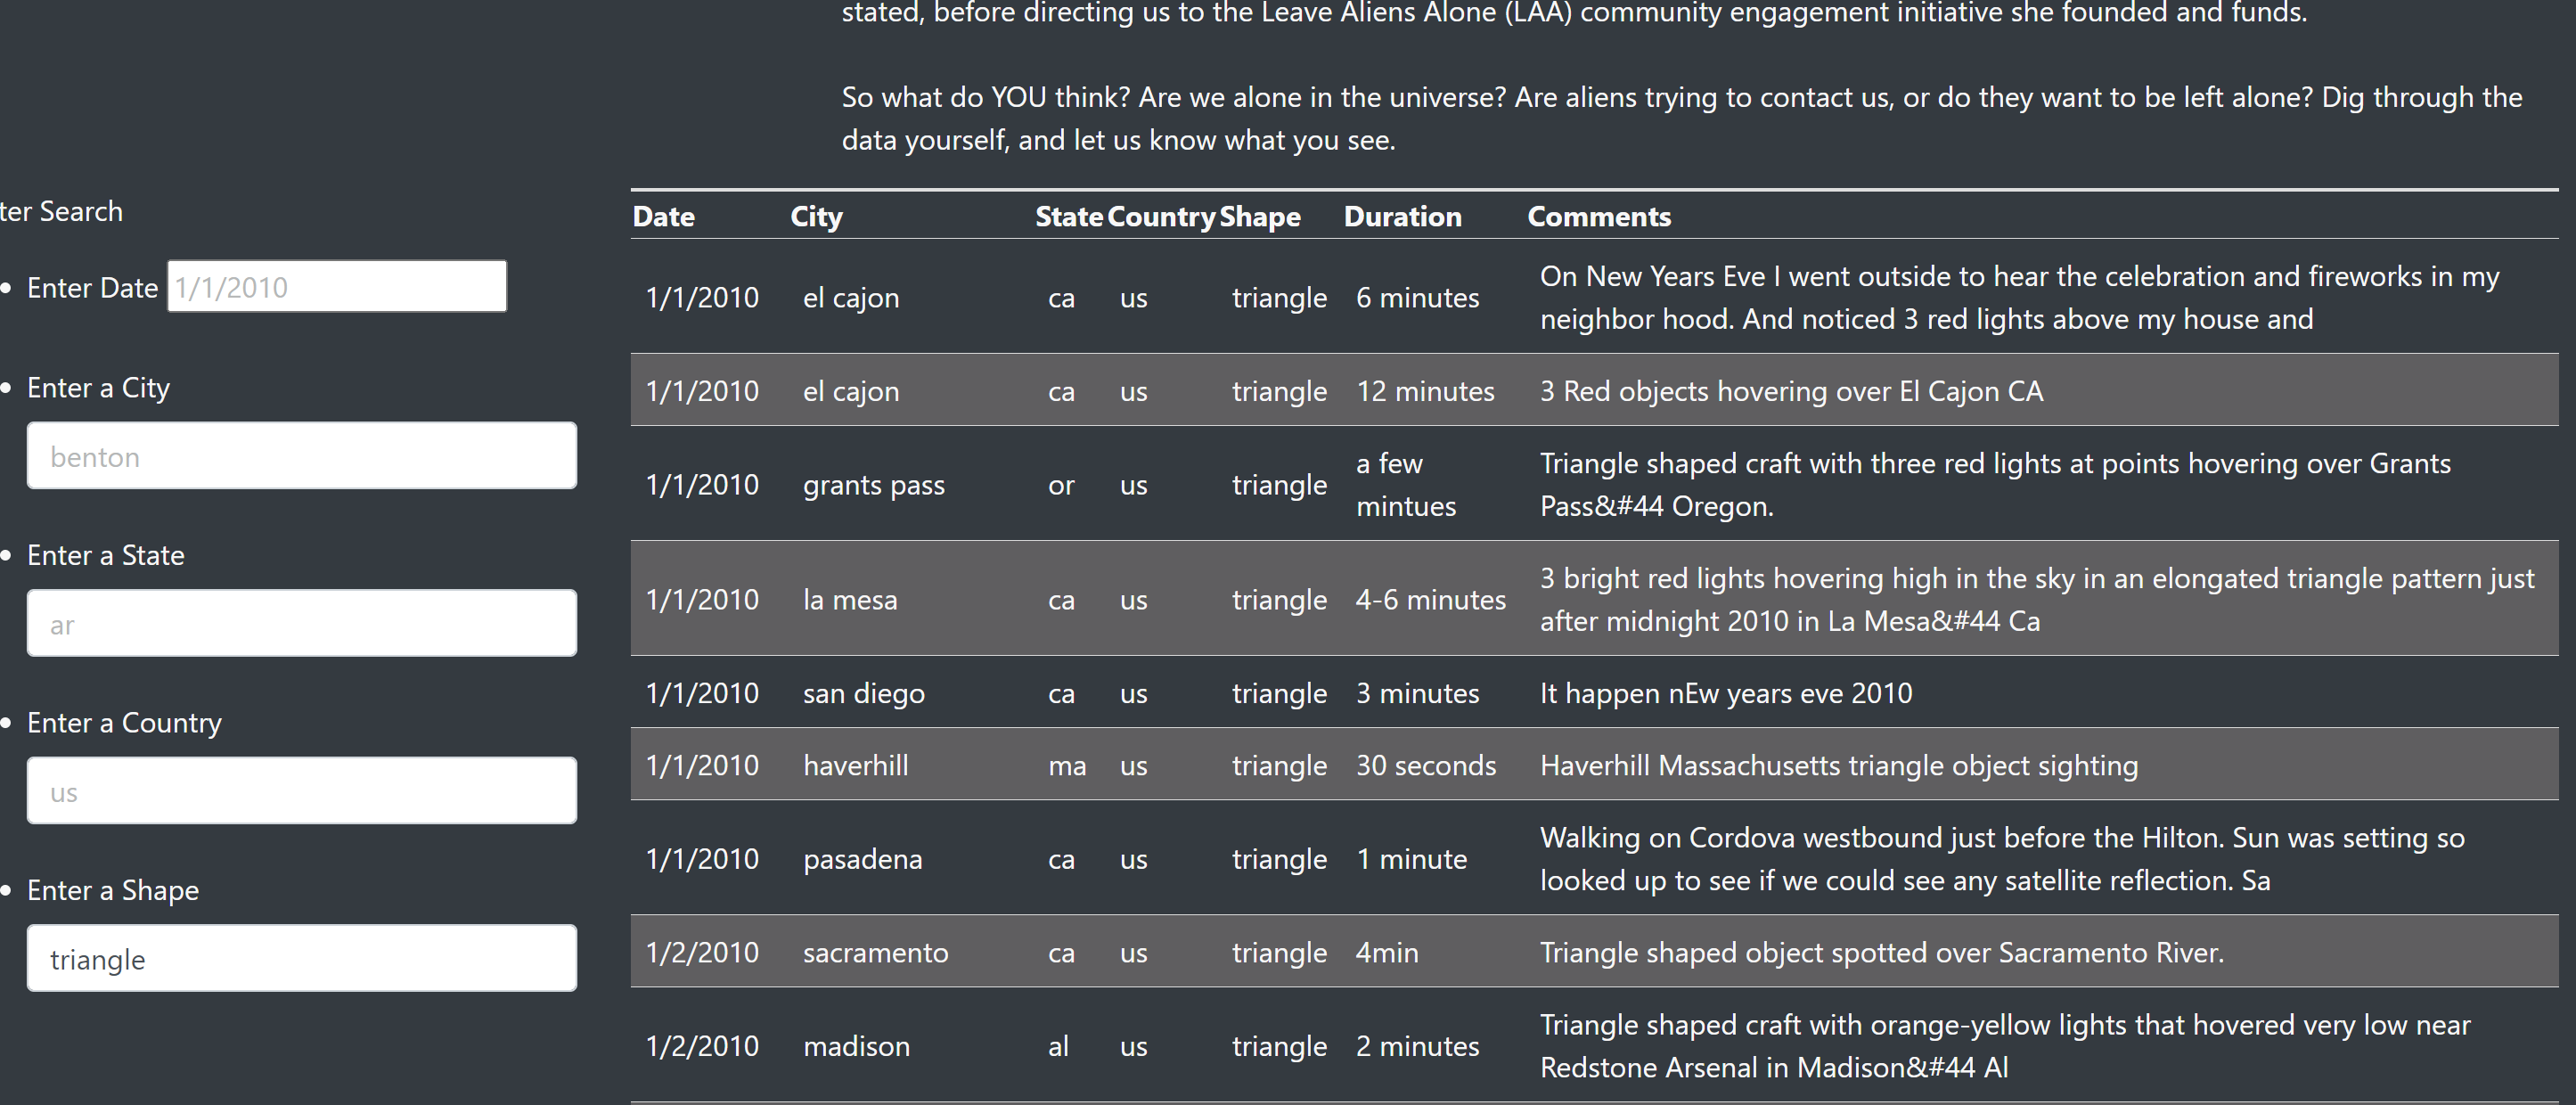 stated, before directing us to the Leave Aliens Alone (LAA) community engagement initiative she founded and funds.
So what do YOU think? Are we alone in the universe? Are aliens trying to contact us, or do they want to be left alone? Dig through the
data yourself, and let us know what you see.
ter Search
Enter Date 1/1/2010
Enter a City
benton
Enter a State
ar
Enter a Country
us
Enter a Shape
triangle
Date City State Country Shape Duration Comments
1/1/2010 el cajon ca us triangle 6 minutes On New Years Eve I went outside to hear the celebration and fireworks in my
neighbor hood. And noticed 3 red lights above my house and
1/1/2010 el cajon ca us triangle 12 minutes 3 Red objects hovering over El Cajon CA
1/1/2010 grants pass or us triangle a few
mintues Triangle shaped craft with three red lights at points hovering over Grants
Pass&#44 Oregon.
1/1/2010 la mesa ca us triangle 4-6 minutes 3 bright red lights hovering high in the sky in an elongated triangle pattern just
after midnight 2010 in La Mesa&#44 Ca
1/1/2010 san diego ca us triangle 3 minutes It happen nEw years eve 2010
1/1/2010 haverhill ma us triangle 30 seconds Haverhill Massachusetts triangle object sighting
1/1/2010 pasadena ca us triangle 1 minute Walking on Cordova westbound just before the Hilton. Sun was setting so
looked up to see if we could see any satellite reflection. Sa
1/2/2010 sacramento ca us triangle 4min Triangle shaped object spotted over Sacramento River.
1/2/2010 madison al us triangle 2 minutes Triangle shaped craft with orange-yellow lights that hovered very low near
Redstone Arsenal in Madison&#44 Al